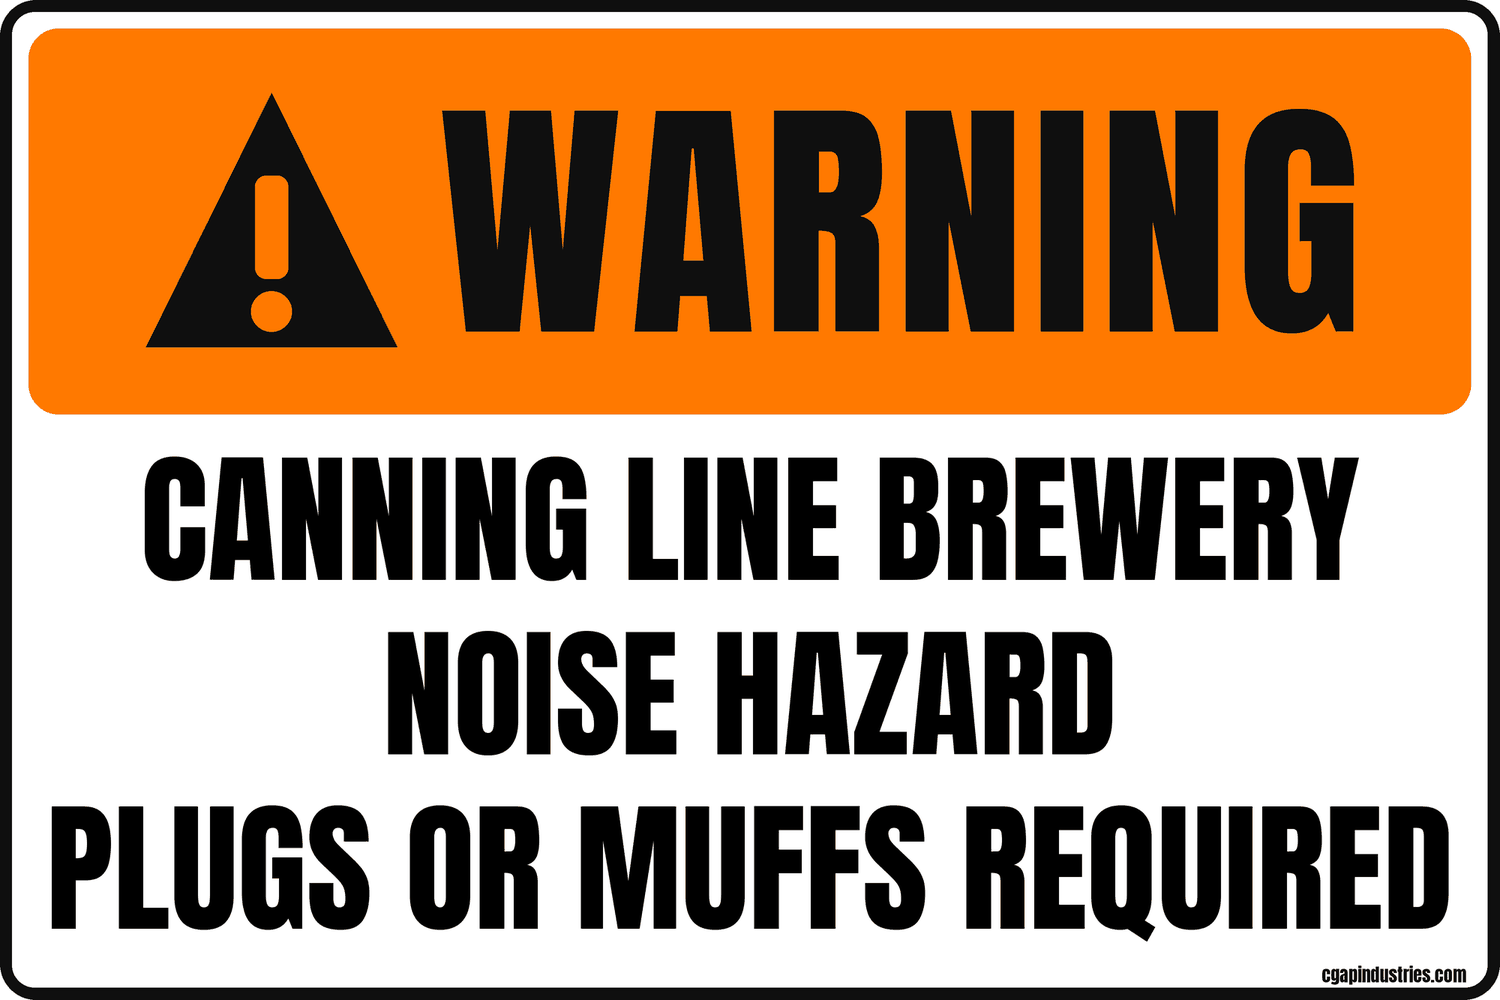 WARNING
CANNING LINE BREWERY
NOISE HAZARD
PLUGS OR MUFFS REQUIRED
cgapindustries.com